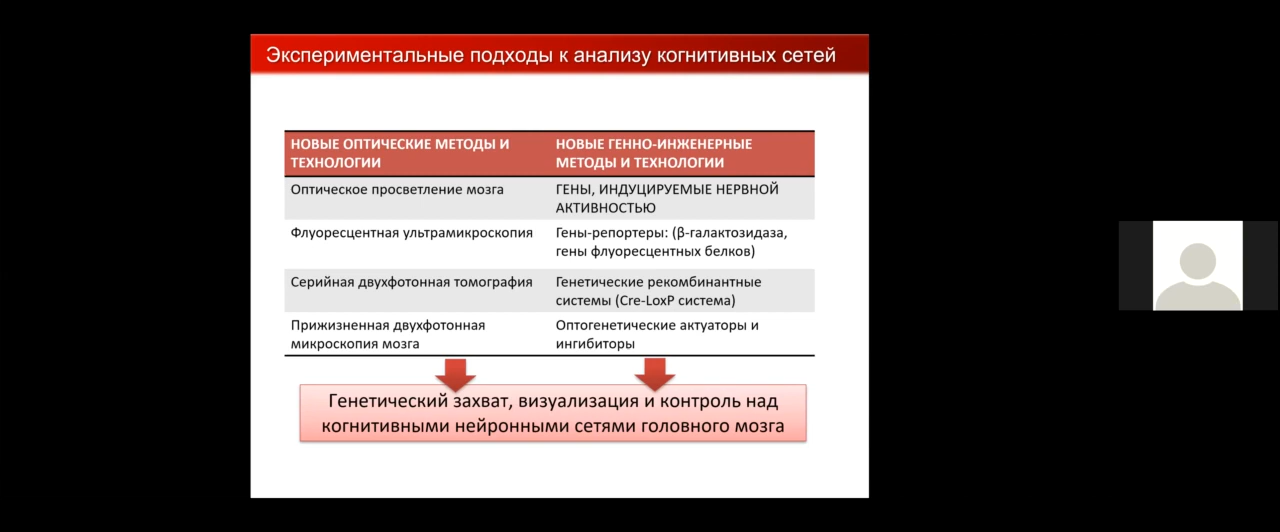 Экспериментальные подходы к анализу когнитивных сетей
НОВЫЕ ОПТИЧЕСКИЕ МЕТОДЫ И
ТЕХНОЛОГИИ
НОВЫЕ ГЕННО-ИНЖЕНЕРНЫЕ
МЕТОДЫ И ТЕХНОЛОГИИ
Оптическое просветление мозга
ГЕНЫ, ИНДУЦИРУЕМЫЕ НЕРВНОЙ
АКТИВНОСТЬЮ
Флуоресцентная ультрамикроскопия
Гены-репортеры: (β-галактозидаза,
гены флуоресцентных белков)
Серийная двухфотонная томография
Генетические рекомбинантные
системы (Cre-LoxP система)
Прижизненная двухфотонная
микроскопия мозга
Оптогенетические актуаторы и
ингибиторы
Генетический захват, визуализация и контроль над
когнитивными нейронными сетями головного мозга